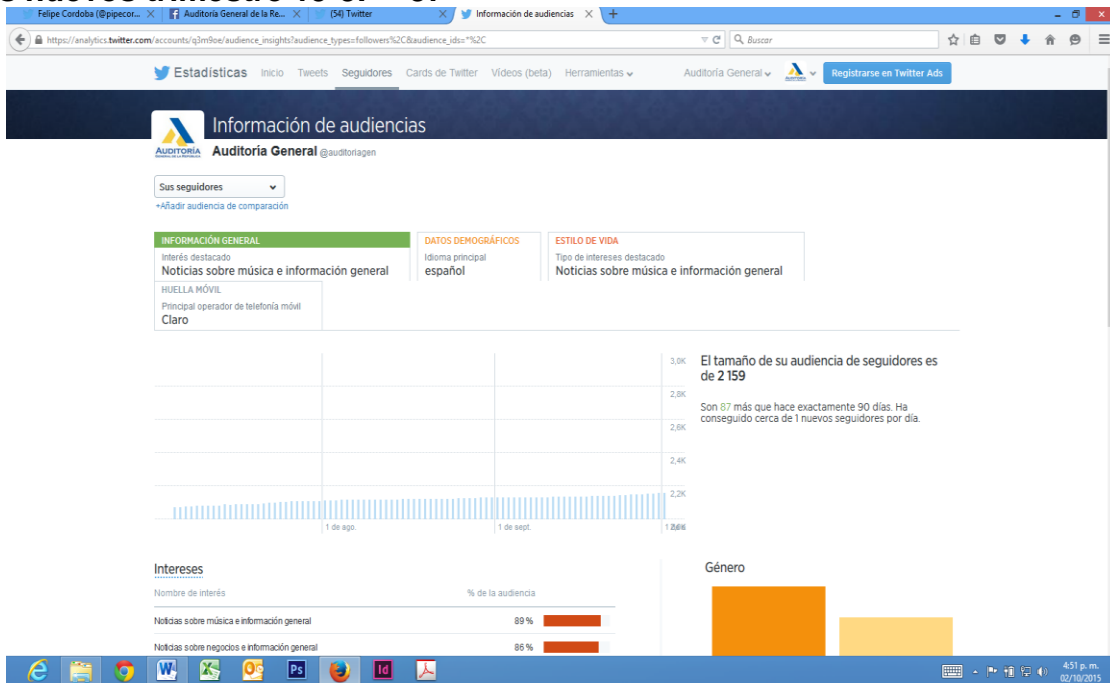 Felipe Cordoba (@pipecor...
Auditoría General de la Re...
(54) Twitter
Información de audiencias
https://analytics.twitter.com/accounts/q3m9oe/audience_insights?audience_types=followers%2C&audience_ids=*%2C
Buscar
Estadísticas Inicio Tweets Seguidores Cards de Twitter Vídeos (beta) Herramientas Auditoría General Registrarse en Twitter Ads
Información de audiencias
AUDITORÍA
Auditoría General @auditoriagen
Sus seguidores
+Añadir audiencia de comparación
INFORMACIÓN GENERAL
Interés destacado
Noticias sobre música e información general
DATOS DEMOGRÁFICOS
Idioma principal
español
ESTILO DE VIDA
Tipo de intereses destacado
Noticias sobre música e información general
HUELLA MÓVIL
Principal operador de telefonía móvil
Claro
3,0K
2,8K
2,6K
2,4K
2,2K
1 de ago.
1 de sept.
El tamaño de su audiencia de seguidores es
de 2 159
Son 87 más que hace exactamente 90 días. Ha
conseguido cerca de 1 nuevos seguidores por día.
Intereses
Nombre de interés % de la audiencia
Noticias sobre música e información general 89 %
Noticias sobre negocios e información general 86 %
Género
4:51 p. m.
02/10/2015